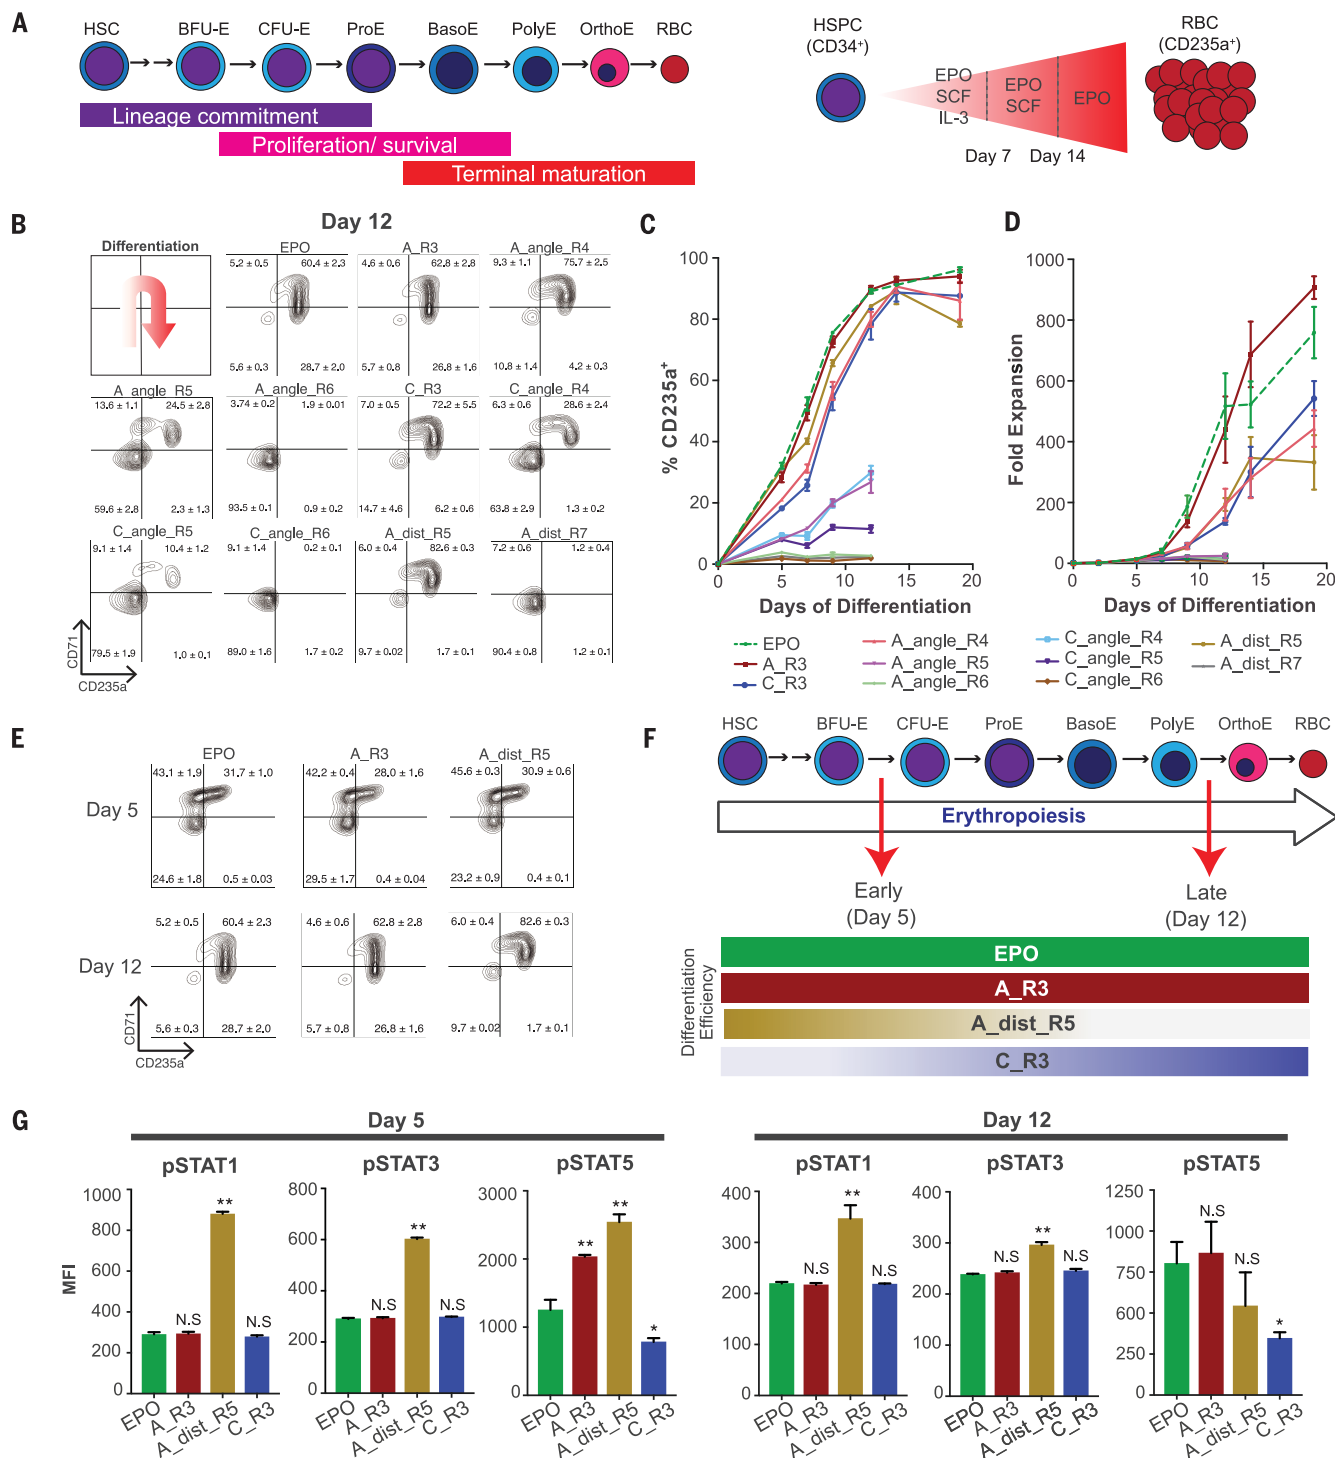 A
HSC BFU-E CFU-E ProE BasoE PolyE OrthoE RBC
Lineage commitment
Proliferation/ survival
Terminal maturation
HSPC
(CD34+)
RBC
(CD235a+)
EPO
SCF
IL-3
EPO
SCF
EPO
Day 7 Day 14
B
Day 12
Differentiation
EPO
5.2 ± 0.5 60.4 ± 2.3
5.6 ± 0.3 28.7 ± 2.0
A_R3
4.6 ± 0.6 62.8 ± 2.8
5.7 ± 0.8 26.8 ± 1.6
A_angle_R4
9.3 ± 1.1 75.7 ± 2.5
10.8 ± 1.4 4.2 ± 0.3
A_angle_R5
13.6 ± 1.1 24.5 ± 2.8
59.6 ± 2.8 2.3 ± 1.3
A_angle_R6
3.74 ± 0.2 1.9 ± 0.01
93.5 ± 0.1 0.9 ± 0.2
C_R3
7.0 ± 0.5 72.2 ± 5.5
14.7 ± 4.6 6.2 ± 0.6
C_angle_R4
6.3 ± 0.6 28.6 ± 2.4
63.8 ± 2.9 1.3 ± 0.2
C_angle_R5
9.1 ± 1.4 10.4 ± 1.2
79.5 ± 1.9 1.0 ± 0.1
C_angle_R6
9.1 ± 1.4 0.2 ± 0.1
89.0 ± 1.6 1.7 ± 0.2
A_dist_R5
6.0 ± 0.4 82.6 ± 0.3
9.7 ± 0.02 1.7 ± 0.1
A_dist_R7
7.2 ± 0.6 1.2 ± 0.4
90.4 ± 0.8 1.2 ± 0.1
CD71
CD235a
C
% CD235a+
100
80
60
40
20
0
0 5 10 15 20
Days of Differentiation
D
Fold Expansion
1000
800
600
400
200
0
0 5 10 15 20
Days of Differentiation
EPO
A_R3
C_R3
A_angle_R4
A_angle_R5
A_angle_R6
C_angle_R4
C_angle_R5
C_angle_R6
A_dist_R5
A_dist_R7
E
EPO A_R3 A_dist_R5
Day 5
43.1 ± 1.9 31.7 ± 1.0
24.6 ± 1.8 0.5 ± 0.03
42.2 ± 0.4 28.0 ± 1.6
29.5 ± 1.7 0.4 ± 0.04
45.6 ± 0.3 30.9 ± 0.6
23.2 ± 0.9 0.4 ± 0.1
Day 12
5.2 ± 0.5 60.4 ± 2.3
5.6 ± 0.3 28.7 ± 2.0
4.6 ± 0.6 62.8 ± 2.8
5.7 ± 0.8 26.8 ± 1.6
6.0 ± 0.4 82.6 ± 0.3
9.7 ± 0.02 1.7 ± 0.1
CD71
CD235a
F
HSC BFU-E CFU-E ProE BasoE PolyE OrthoE RBC
Erythropoiesis
Early
(Day 5)
Late
(Day 12)
Differentiation
Efficiency
EPO
A_R3
A_dist_R5
C_R3
G
Day 5
MFI
pSTAT1
1000
800
600
400
200
0
N.S ** N.S
EPO A_R3 A_dist_R5 C_R3
pSTAT3
800
600
400
200
0
N.S ** N.S
EPO A_R3 A_dist_R5 C_R3
pSTAT5
3000
2000
1000
0
** ** *
EPO A_R3 A_dist_R5 C_R3
Day 12
pSTAT1
400
300
200
100
0
N.S ** N.S
EPO A_R3 A_dist_R5 C_R3
pSTAT3
400
300
200
100
0
N.S ** N.S
EPO A_R3 A_dist_R5 C_R3
pSTAT5
1250
1000
750
600
250
0
N.S N.S *
EPO A_R3 A_dist_R5 C_R3